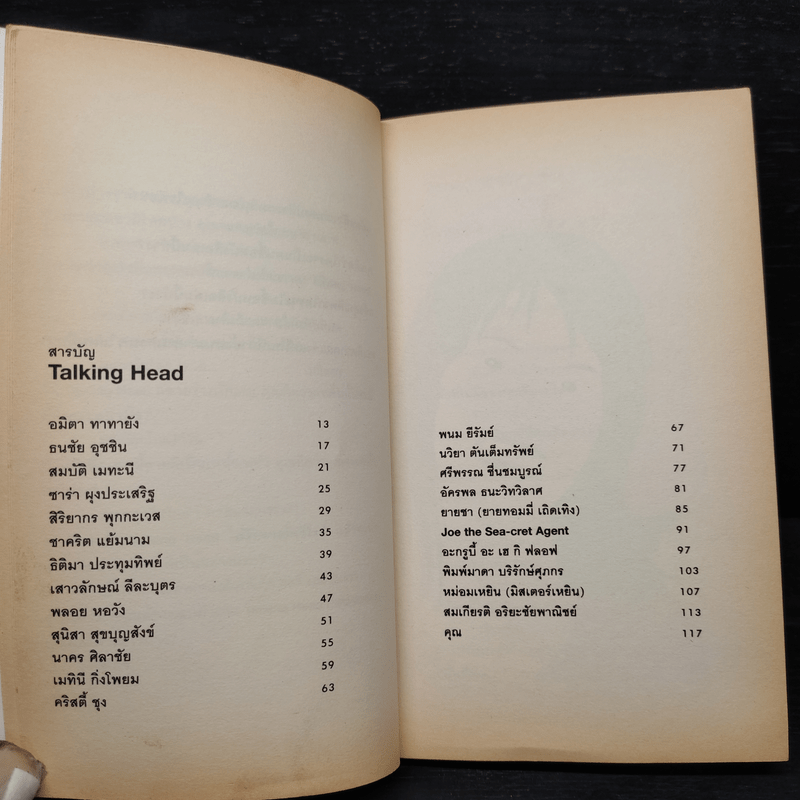 สารบัญ
Talking Head
อมิตา ทาทายัง 13
ธนชัย อุชชิน 17
สมบัติ เมทะนี 21
ซาร่า ผุงประเสริฐ 25
สิริยากร พุกกะเวส 29
ชาคริต แย้มนาม 35
ธิติมา ประทุมทิพย์ 39
เสาวลักษณ์ ลีละบุตร 43
พลอย หอวัง 47
สุนิสา สุขบุญสังข์ 51
นาคร ศิลาชัย 55
เมทินี กิ่งโพยม 59
คริสตี้ ชุง 63
พนม ยีรัมย์ 67
นวิยา ตันเต็มทรัพย์ 71
ศรีพรรณ ชื่นชมบูรณ์ 77
อัครพล ธนะวิทวิลาศ 81
ยายชา (ยายทอมมี่ เถิดเทิง) 85
Joe the Sea-cret Agent 91
อะกรูบี้ อะ เฮ กิ ฟลอฟ 97
พิมพ์มาดา บริรักษ์ศุภกร 103
หม่อมเหยิน (มิสเตอร์เหยิน) 107
สมเกียรติ อริยะชัยพาณิชย์ 113
คุณ 117